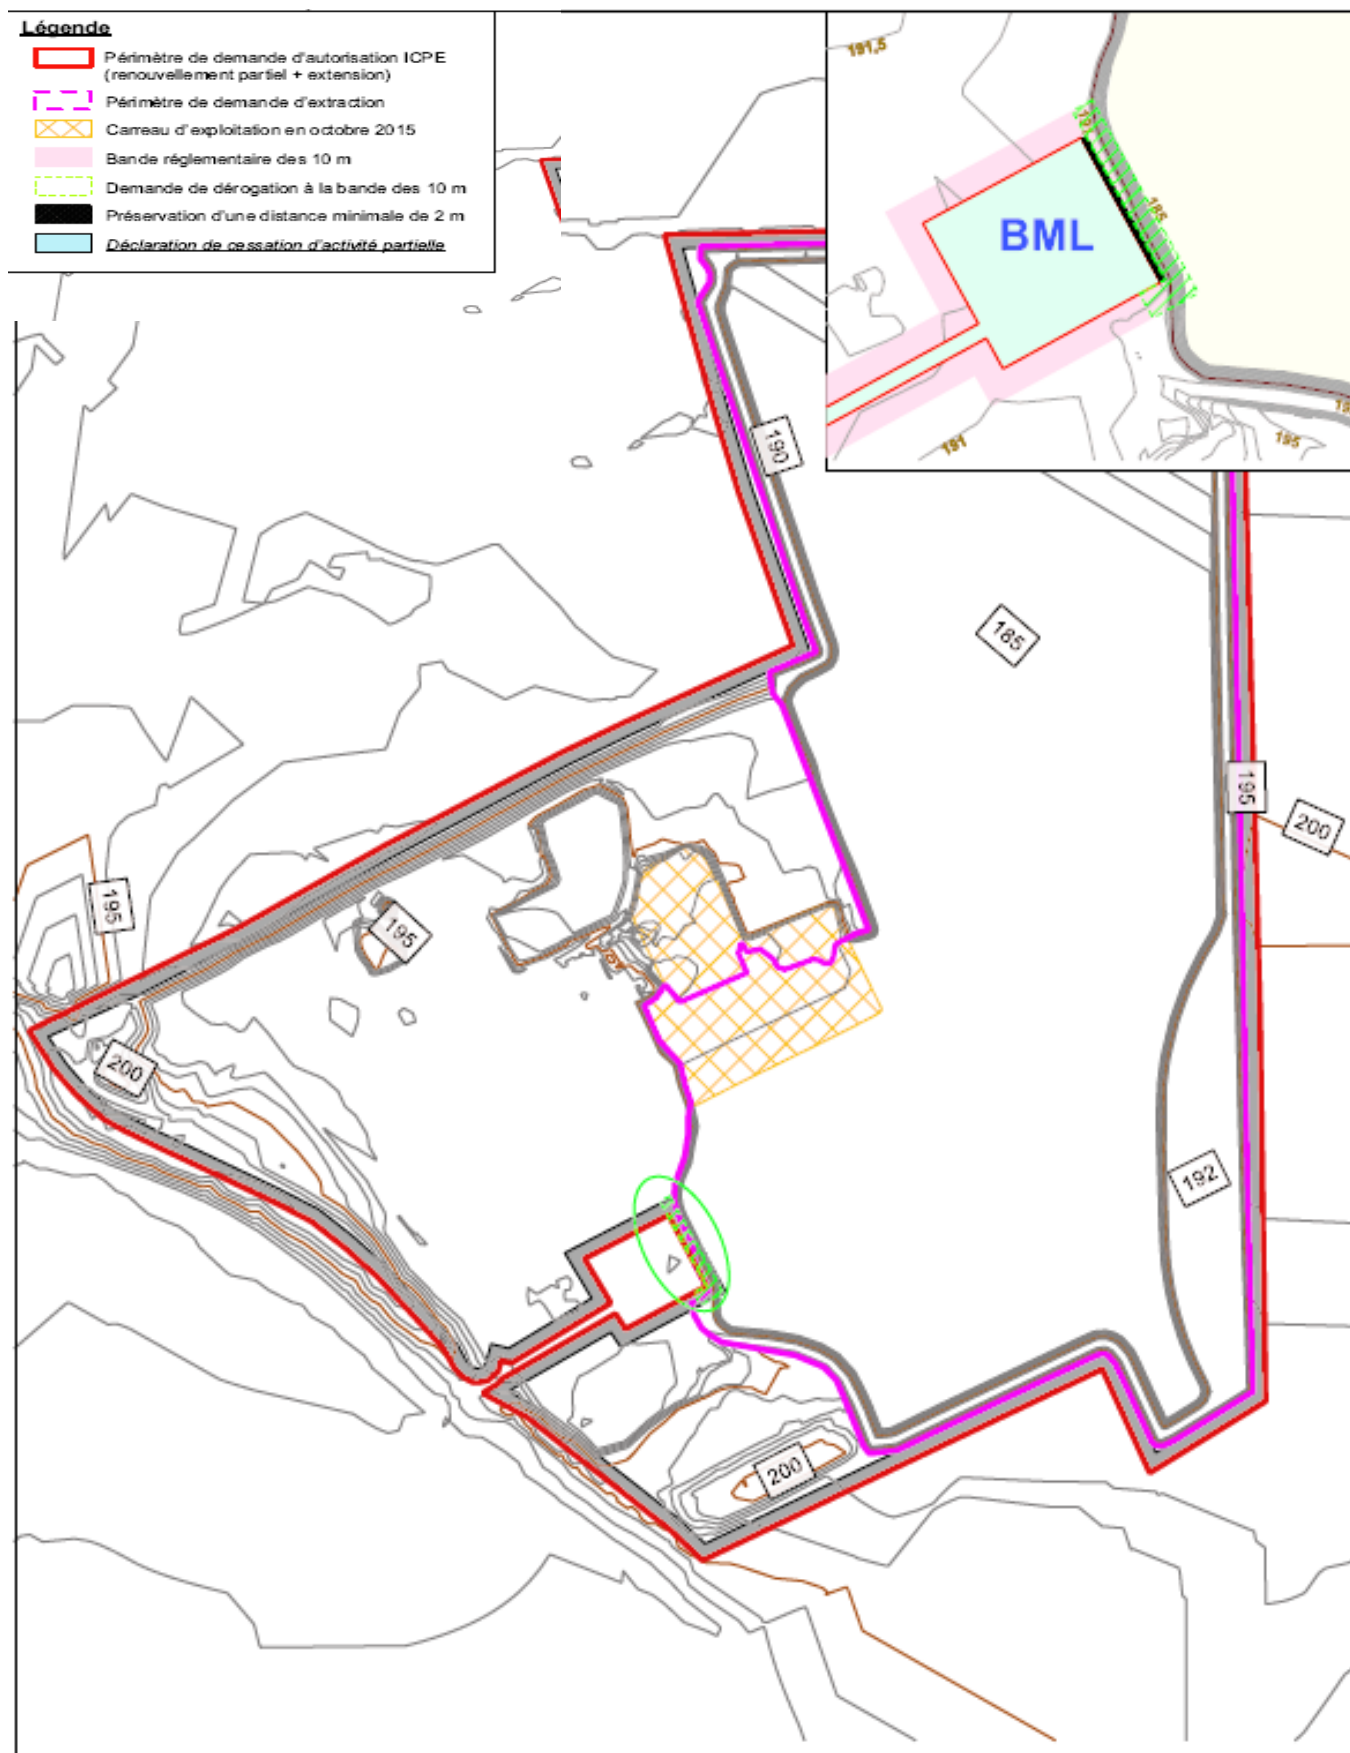 Légende
Périmètre de demande d'autorisation ICPE
(renouvellement partiel + extension)
Périmètre de demande d'extraction
Carreau d'exploitation en octobre 2015
Bande réglementaire des 10 m
Demande de dérogation à la bande des 10 m
Préservation d'une distance minimale de 2 m
Déclaration de cessation d'activité partielle
191,5
185
BML
191
195
190
185
195
200
195
195
200
192
200